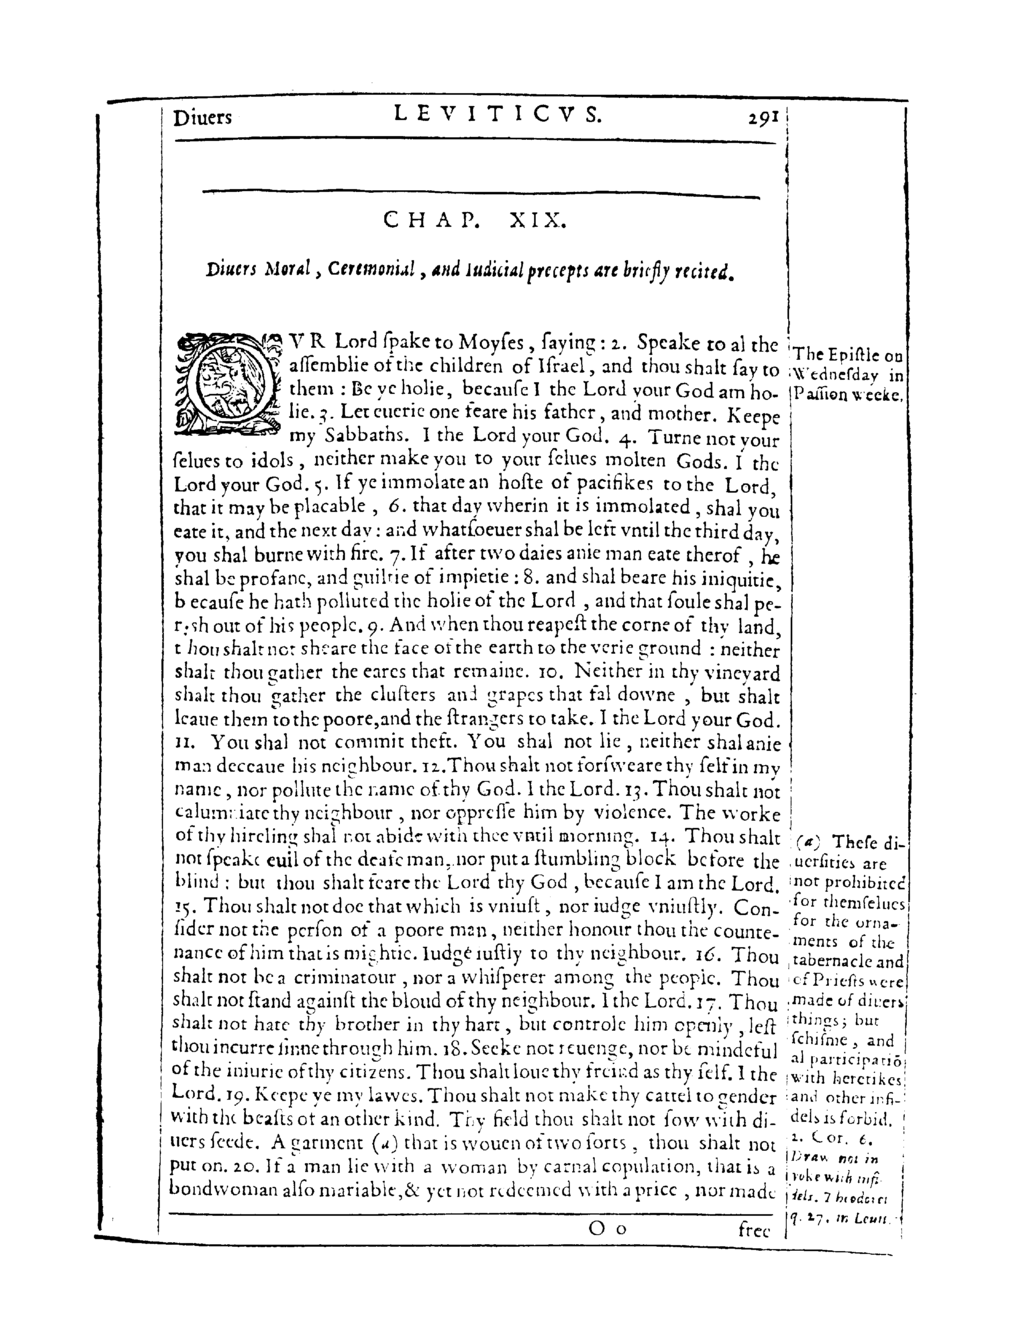 Diuers LEVITICVS. 291
CHAP. XIX.
Diuers Moral, Ceremonial, and Iudicial precepts are briefly recited.
OVR Lord ſpake to Moyſes, ſaying: 2. Speake to al the
aſſemblie of the children of Iſrael, and thou shalt ſay to
them: Be ye holie, becauſe I the Lord your God am ho-
lie. 3. Let euerie one feare his father, and mother. Keepe
my Sabbaths. I the Lord your God. 4. Turne not your
ſelues to idols, neither make you to your ſelues molten Gods. I the
Lord your God. 5. If ye immolate an hoſte of pacifikes to the Lord,
that it may be placable, 6. that day wherin it is immolated, shal you
eate it, and the next day: and whatſoeuer shal be left vntil the third day,
you shal burne with fire. 7. If after two daies anie man eate therof, he
shal be profane, and guiltie of impietie: 8. and shal beare his iniquitie,
becauſe he hath polluted the holie of the Lord, and that ſoule shal pe-
rish out of his people. 9. And when thou reapeſt the corne of thy land,
thou shalt not sheare the face of the earth to the verie ground: neither
shalt thou gather the eares that remaine. 10. Neither in thy vineyard
shalt thou gather the cluſters and grapes that fal downe, but shalt
leaue them to the poore, and the ſtrangers to take. I the Lord your God.
11. You shal not commit theft. You shal not lie, neither shal anie
man deceaue his neighbour. 12. Thou shalt not forſweare thy ſelf in my
name, nor pollute the name of thy God. I the Lord. 13. Thou shalt not
calumniate thy neighbour, nor oppreſſe him by violence. The worke
of thy hireling shal not abide with thee vntil morning. 14. Thou shalt
not ſpeake euil of the deafe man, nor put a ſtumbling block before the
blind: but thou shalt feare the Lord thy God, becauſe I am the Lord.
15. Thou shalt not doe that which is vniuſt, nor iudge vniuſtly. Con-
ſider not the perſon of a poore man, neither honour thou the counte-
nance of him that is mightie. Iudge iuſtly to thy neighbour. 16. Thou
shalt not be a criminatour, nor a whiſperer among the people. Thou
shalt not ſtand againſt the bloud of thy neighbour. I the Lord. 17. Thou
shalt not hate thy brother in thy hart, but controle him openly, leſt
thou incurre ſinne through him. 18. Seeke not reuenge, nor be mindeful
of the iniurie of thy citizens. Thou shalt loue thy freind as thy ſelf. I the
Lord. 19. Keepe ye my lawes. Thou shalt not make thy cattel to gender
with the beaſts of an other kind. Thy field thou shalt not ſow with di-
uers ſeede. A garment (a) that is wouen of two ſorts, thou shalt not
put on. 20. If a man lie with a woman by carnal copulation, that is a
bondwoman alſo mariable, & yet not redeemed with a price, nor made
O o free
The Epiſtle on
Wedneſday in
Paſſion weeke.
(a) Theſe di-
uerſities are
not prohibited
for themſelues
for the orna-
ments of the
tabernacle and
of Prieſts were
made of diuers
things; but
ſchiſme, and
al participatiō
with heretikes
and other infi-
dels is forbid.
2. Cor. 6.
Draw not in
yoke with infi-
dels. Theodoret
q. 27. in Leuit.